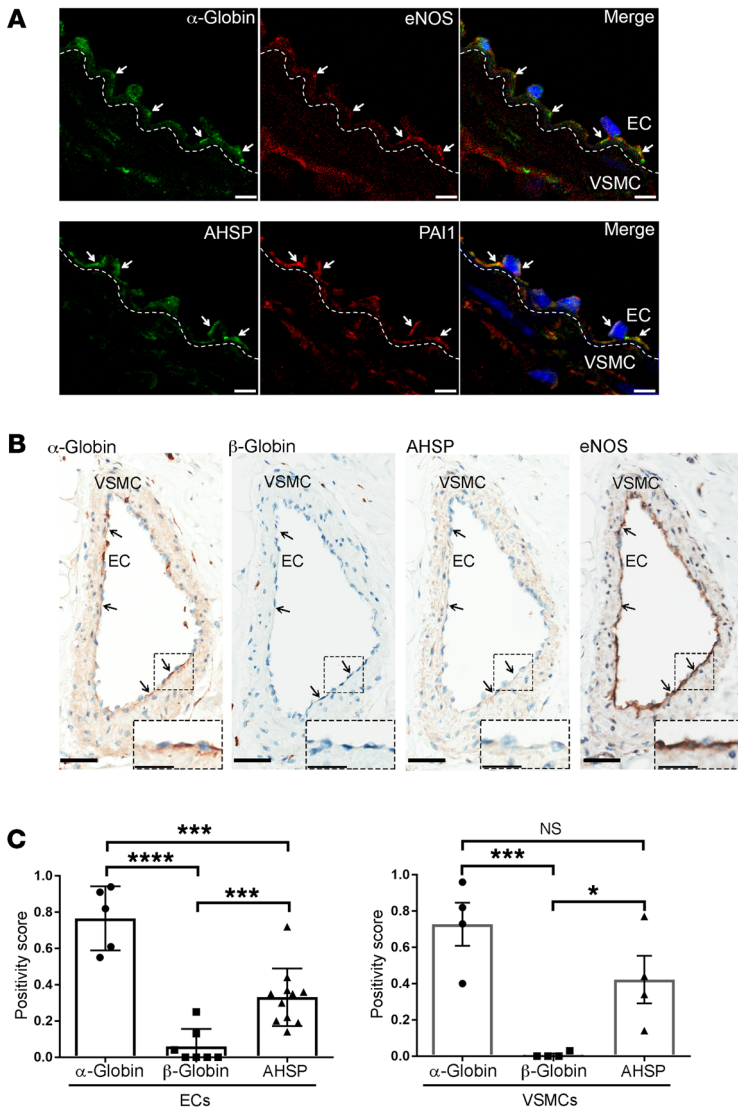 A
α-Globin eNOS Merge
EC
VSMC
AHSP PAI1 Merge
EC
VSMC
B
α-Globin β-Globin AHSP eNOS
VSMC VSMC VSMC VSMC
EC EC EC EC
C
***
****
***
Positivity score
1.0
0.8
0.6
0.4
0.2
0.0
α-Globin β-Globin AHSP
ECs
NS
***
*
Positivity score
1.0
0.8
0.6
0.4
0.2
0.0
α-Globin β-Globin AHSP
VSMCs